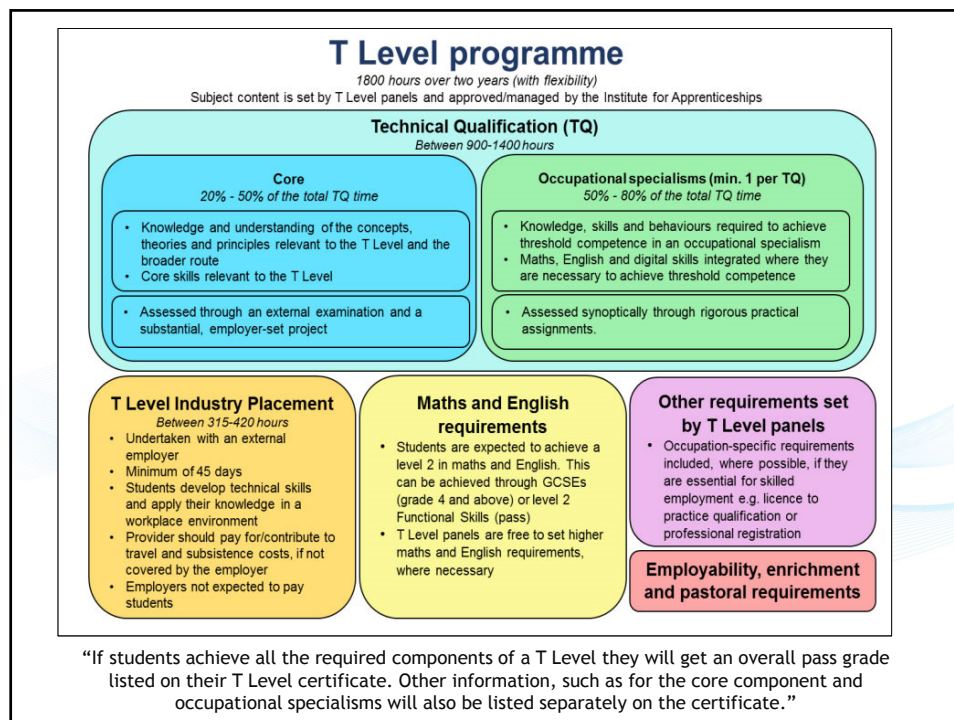 T Level programme
1800 hours over two years (with flexibility)
Subject content is set by T Level panels and approved/managed by the Institute for Apprenticeships
Technical Qualification (TQ)
Between 900-1400 hours
Core
20% - 50% of the total TQ time
• Knowledge and understanding of the concepts,
theories and principles relevant to the T Level and the
broader route
• Core skills relevant to the T Level
• Assessed through an external examination and a
substantial, employer-set project
Occupational specialisms (min. 1 per TQ)
50% - 80% of the total TQ time
• Knowledge, skills and behaviours required to achieve
threshold competence in an occupational specialism
• Maths, English and digital skills integrated where they
are necessary to achieve threshold competence
• Assessed synoptically through rigorous practical
assignments.
T Level Industry Placement
Between 315-420 hours
• Undertaken with an external
employer
• Minimum of 45 days
• Students develop technical skills
and apply their knowledge in a
workplace environment
• Provider should pay for/contribute to
travel and subsistence costs, if not
covered by the employer
• Employers not expected to pay
students
Maths and English
requirements
• Students are expected to achieve a
level 2 in maths and English. This
can be achieved through GCSEs
(grade 4 and above) or level 2
Functional Skills (pass)
• T Level panels are free to set higher
maths and English requirements,
where necessary
Other requirements set
by T Level panels
• Occupation-specific requirements
included, where possible, if they
are essential for skilled
employment e.g. licence to
practice qualification or
professional registration
Employability, enrichment
and pastoral requirements
“If students achieve all the required components of a T Level they will get an overall pass grade
listed on their T Level certificate. Other information, such as for the core component and
occupational specialisms will also be listed separately on the certificate.”